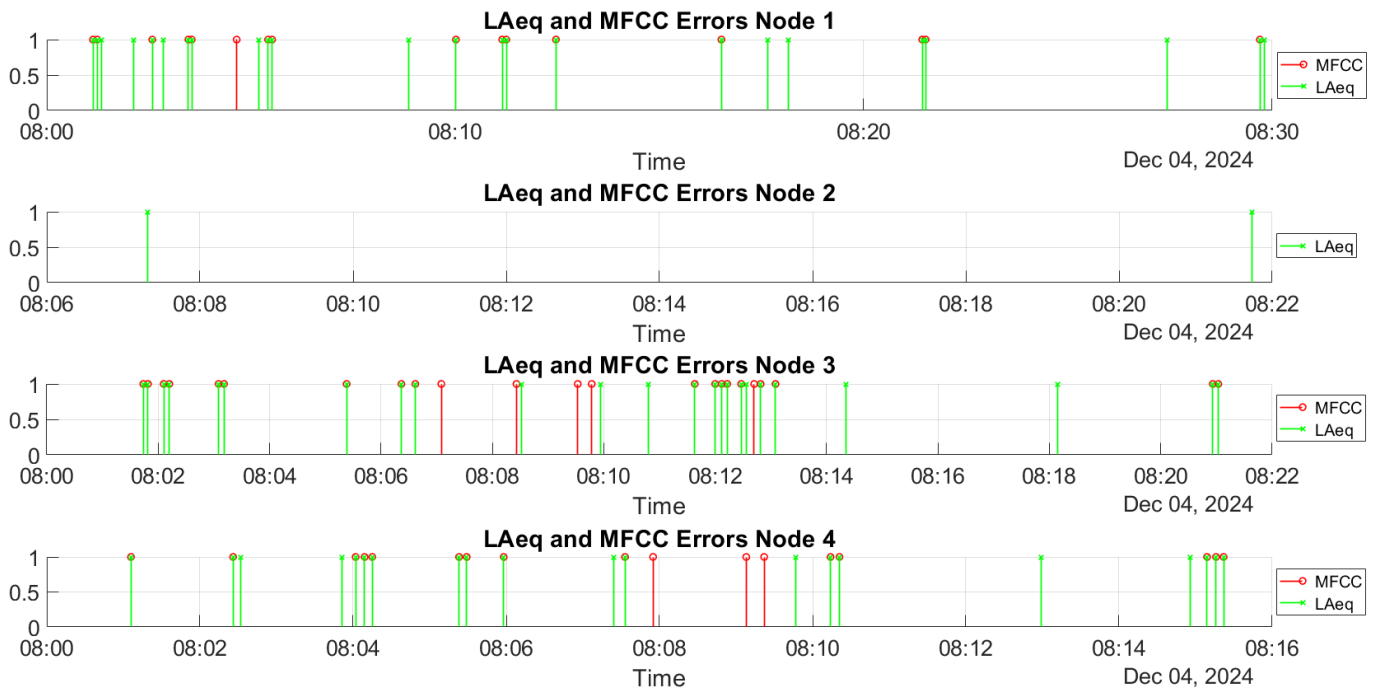 LAeq and MFCC Errors Node 1
1
0.5
0
MFCC
LAeq
08:00 08:10 08:20 08:30
Time
Dec 04, 2024
LAeq and MFCC Errors Node 2
1
0.5
0
LAeq
08:06 08:08 08:10 08:12 08:14 08:16 08:18 08:20 08:22
Time
Dec 04, 2024
LAeq and MFCC Errors Node 3
1
0.5
0
MFCC
LAeq
08:00 08:02 08:04 08:06 08:08 08:10 08:12 08:14 08:16 08:18 08:20 08:22
Time
Dec 04, 2024
LAeq and MFCC Errors Node 4
1
0.5
0
MFCC
LAeq
08:00 08:02 08:04 08:06 08:08 08:10 08:12 08:14 08:16
Time
Dec 04, 2024